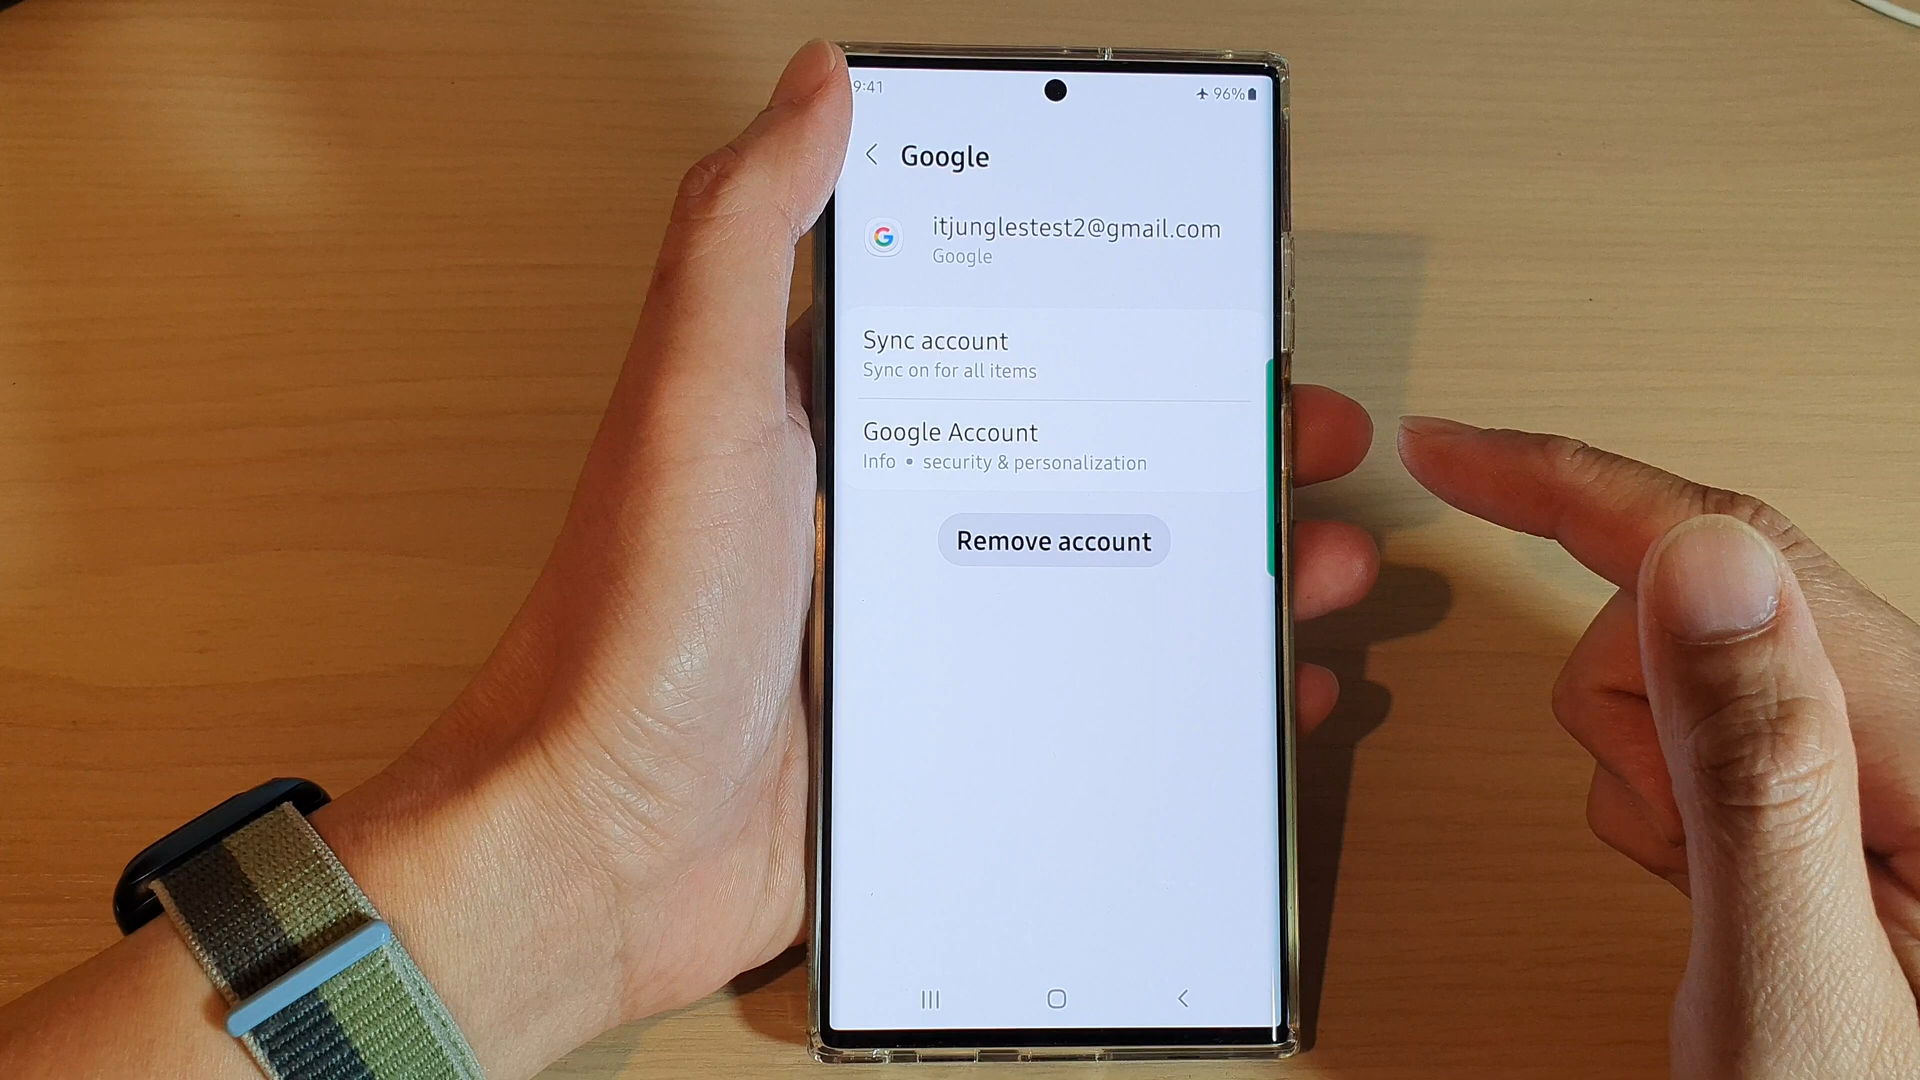 9:41
96%
Google
itjunglestest2@gmail.com
Google
Sync account
Sync on for all items
Google Account
Info • security & personalization
Remove account